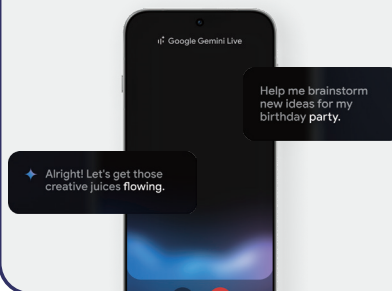 Google Gemini Live
Help me brainstorm
new ideas for my
birthday party.
Alright! Let's get those
creative juices flowing.